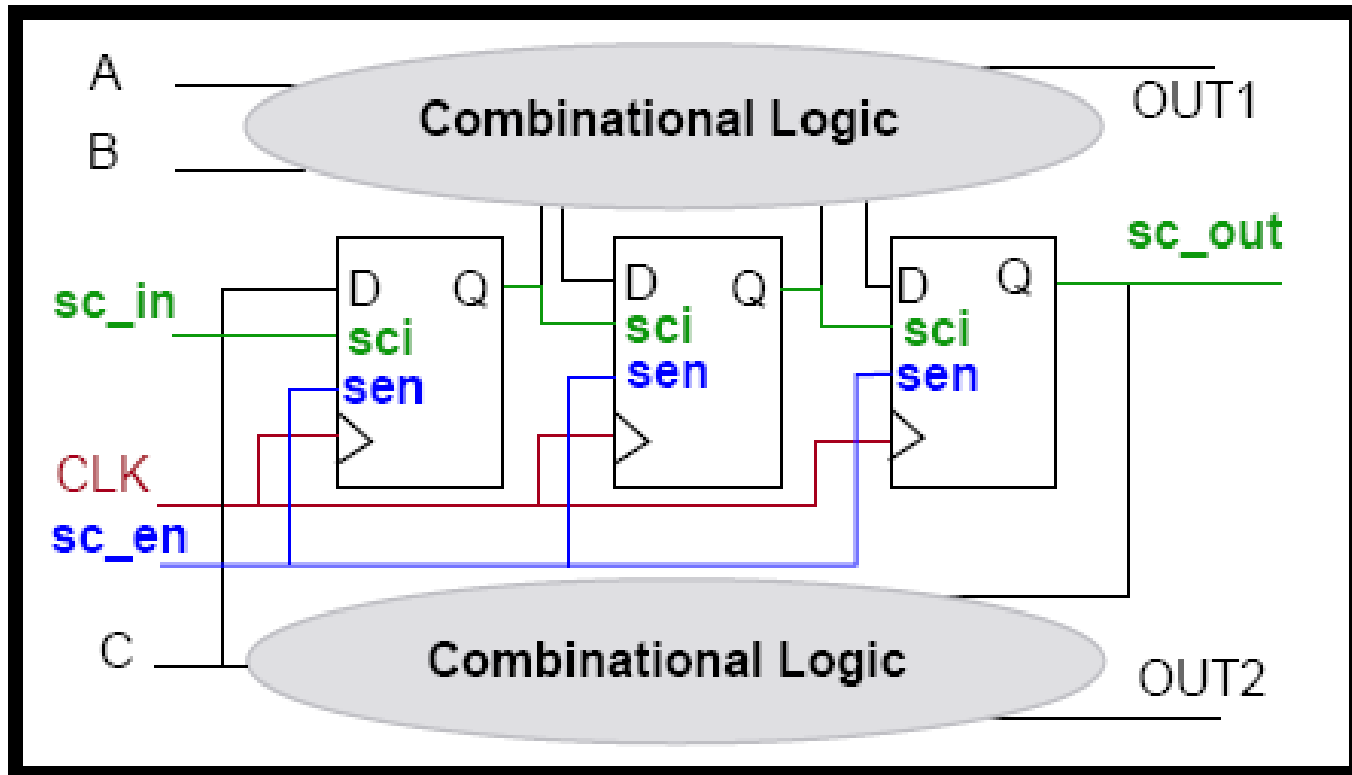 A
Combinational Logic
OUT1
B
sc_out
sc_in
D Q
sci
sen
D Q
sci
sen
D Q
sci
sen
CLK
sc_en
C
Combinational Logic
OUT2